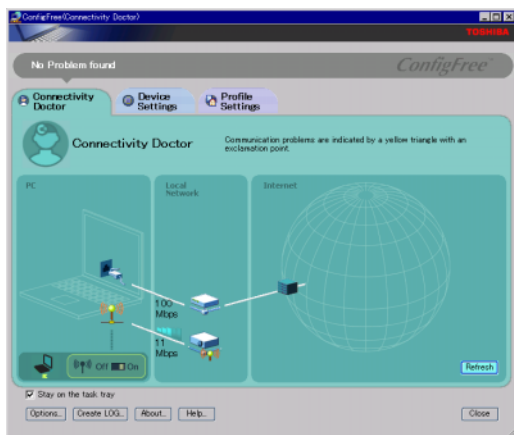 ConfigFree(Connectivity Doctor)
TOSHIBA
No Problem found
ConfigFree
Connectivity
Doctor
Device
Settings
Profile
Settings
Connectivity Doctor
Communication problems are indicated by a yellow triangle with an
exclamation point.
PC
Local
Network
Internet
100
Mbps
11
Mbps
Off On
Refresh
Stay on the task tray
Options... Create LOG... About... Help... Close